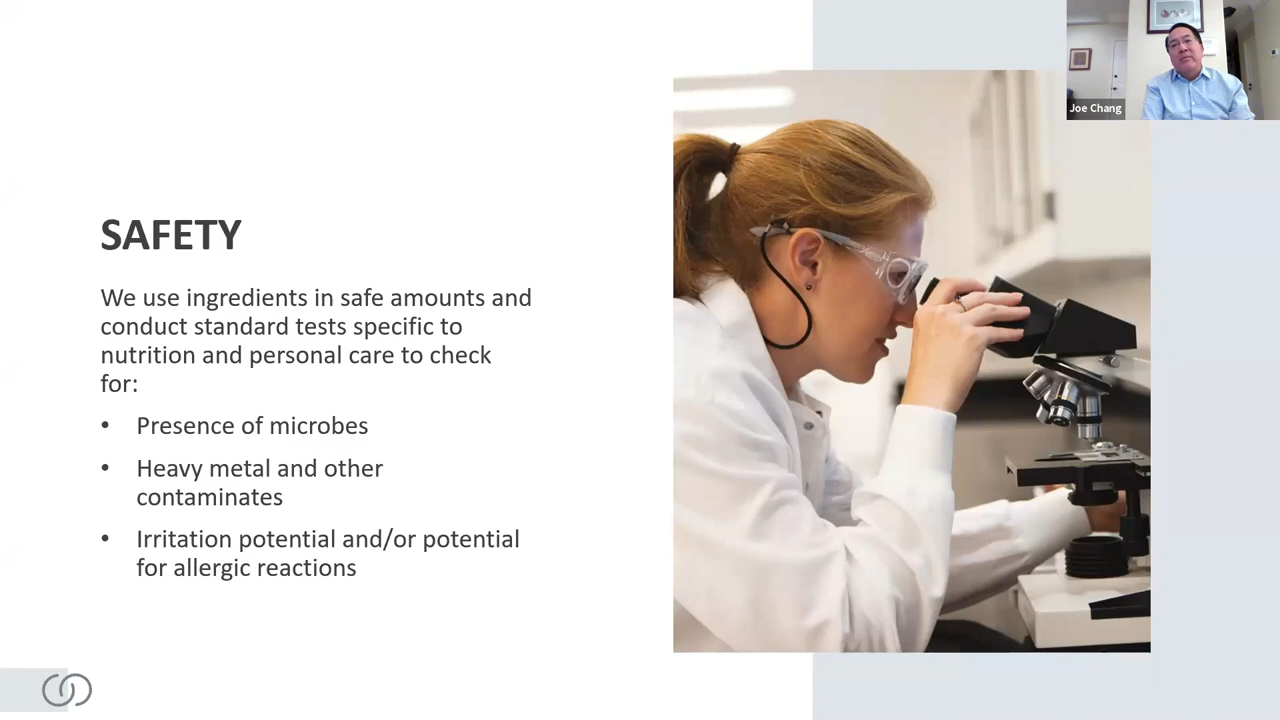 Joe Chang
SAFETY
We use ingredients in safe amounts and
conduct standard tests specific to
nutrition and personal care to check
for:
• Presence of microbes
• Heavy metal and other
contaminates
• Irritation potential and/or potential
for allergic reactions